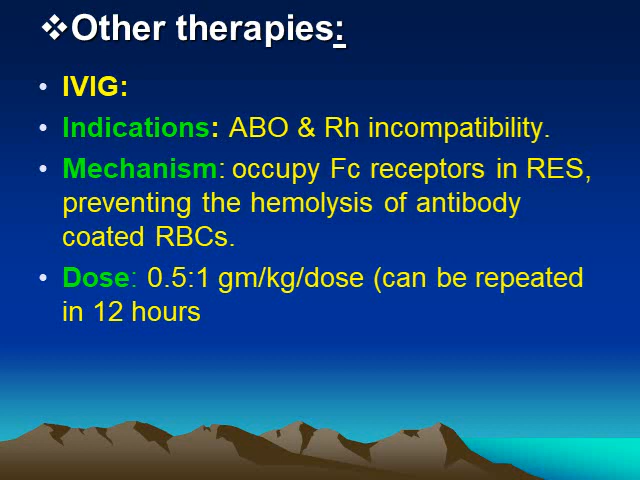 ❖Other therapies:
• IVIG:
• Indications: ABO & Rh incompatibility.
• Mechanism: occupy Fc receptors in RES,
preventing the hemolysis of antibody
coated RBCs.
• Dose: 0.5:1 gm/kg/dose (can be repeated
in 12 hours